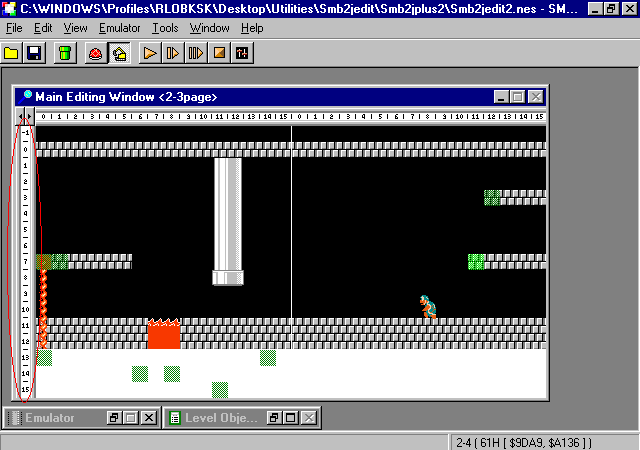 C:\WINDOWS\Profiles\RLOBKSK\Desktop\Utilities\Smb2jedit\Smb2jplus2\Smb2jedit2.nes - SM...
File Edit View Emulator Tools Window Help
Main Editing Window <2-3page>
0 1 2 3 4 5 6 7 8 9 10 11 12 13 14 15 0 1 2 3 4 5 6 7 8 9 10 11 12 13 14 15
-1
0
1
2
3
4
5
6
7
8
9
10
11
12
13
14
15
Emulator
Level Obje...
2-4 ( 61H [ $9DA9, $A136 ] )